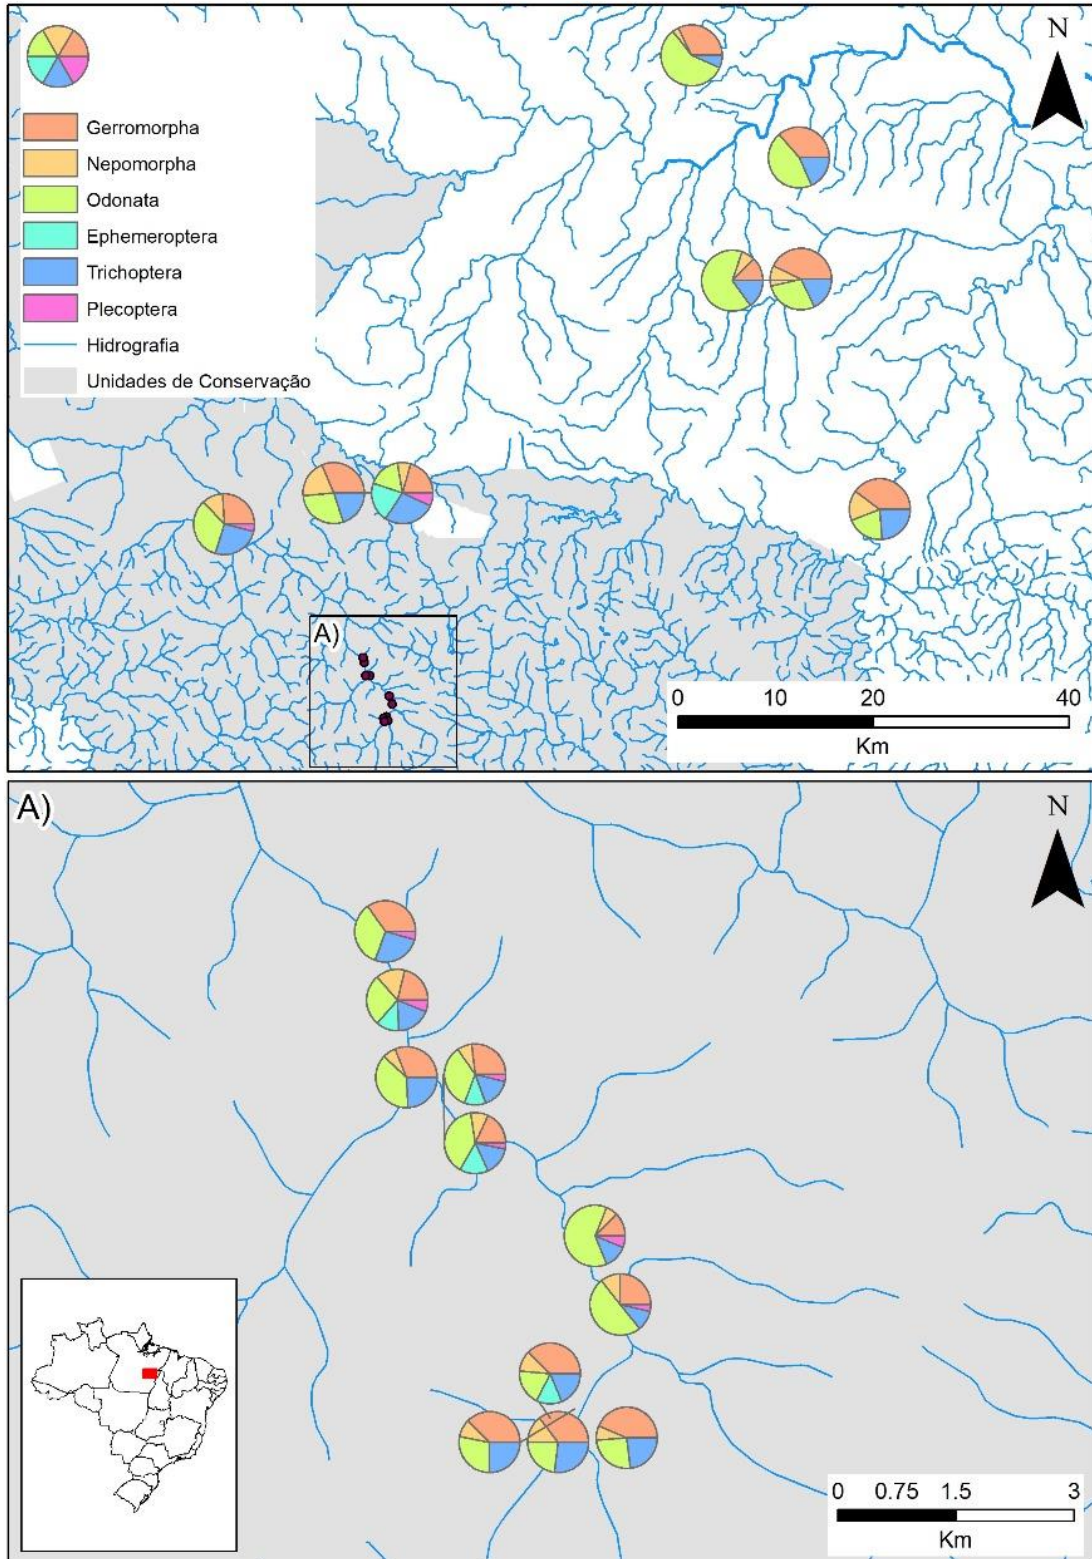 N
Gerromorpha
Nepomorpha
Odonata
Ephemeroptera
Trichoptera
Plecoptera
Hidrografia
Unidades de Conservação
A)
0 10 20 40
Km
A)
N
0 0.75 1.5 3
Km